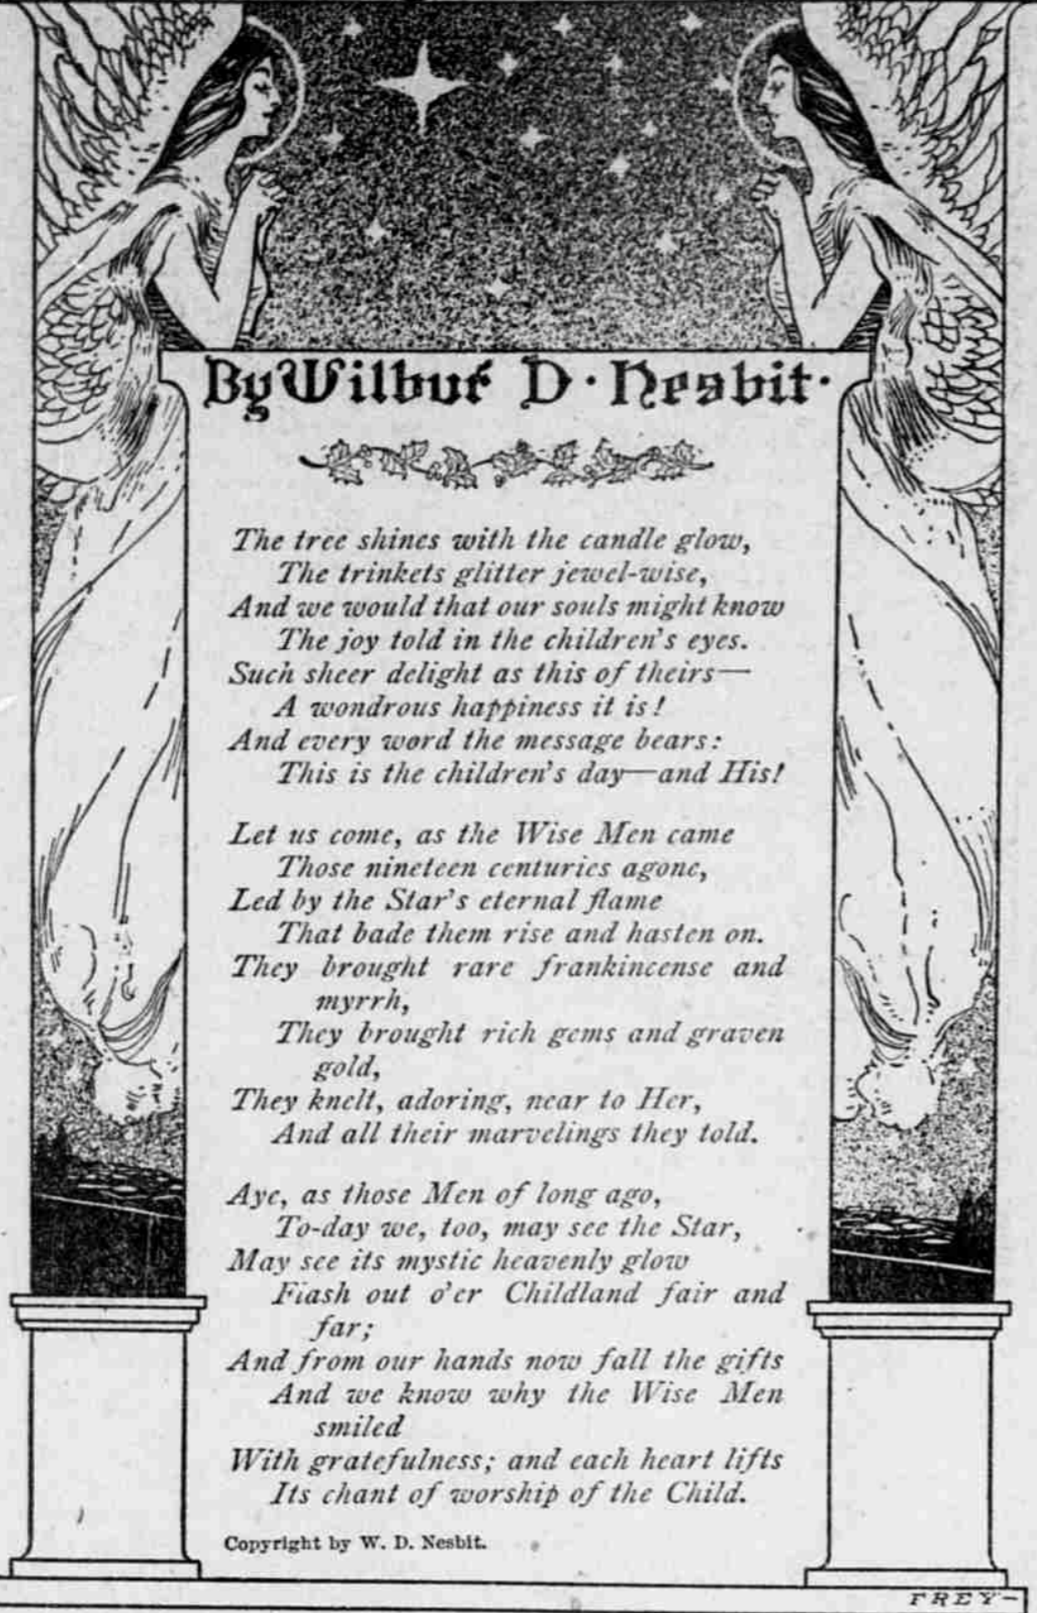 By Wilbur D. Nesbit.
The tree shines with the candle glow,
The trinkets glitter jewel-wise,
And we would that our souls might know
The joy told in the children's eyes.
Such sheer delight as this of theirs—
A wondrous happiness it is!
And every word the message bears:
This is the children's day—and His!
Let us come, as the Wise Men came
Those nineteen centuries agone,
Led by the Star's eternal flame
That bade them rise and hasten on.
They brought rare frankincense and
myrrh,
They brought rich gems and graven
gold,
They knelt, adoring, near to Her,
And all their marvelings they told.
Aye, as those Men of long ago,
To-day we, too, may see the Star,
May see its mystic heavenly glow
Flash out o'er Childland fair and
far;
And from our hands now fall the gifts
And we know why the Wise Men
smiled
With gratefulness; and each heart lifts
Its chant of worship of the Child.
Copyright by W. D. Nesbit.
FREY—